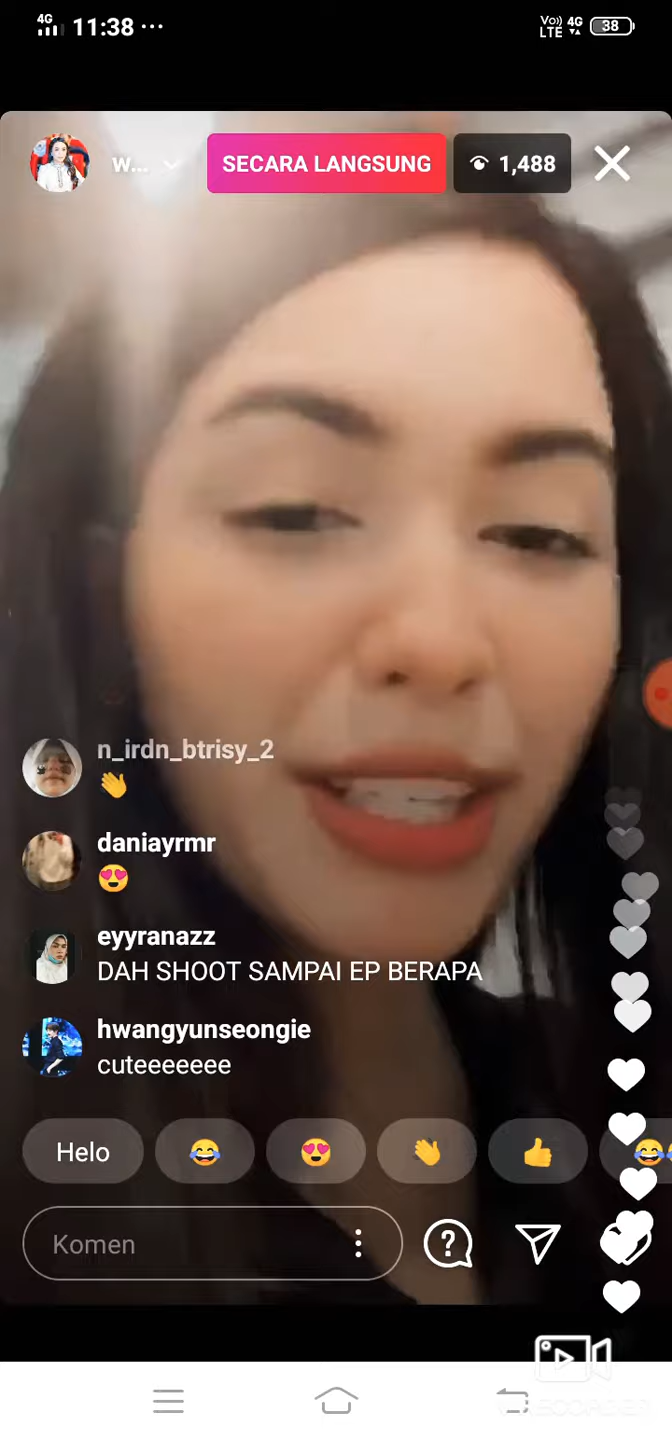 4G
11:38 ...
Vo)) LTE 4G 38
w...
SECARA LANGSUNG
1,488
n_irdn_btrisy_2
👋
daniayrmr
😍
eyyranazz
DAH SHOOT SAMPAI EP BERAPA
hwangyunseongie
cuteeeeeee
Helo 😂 😍 👋 👍 😂
Komen
RECORDER